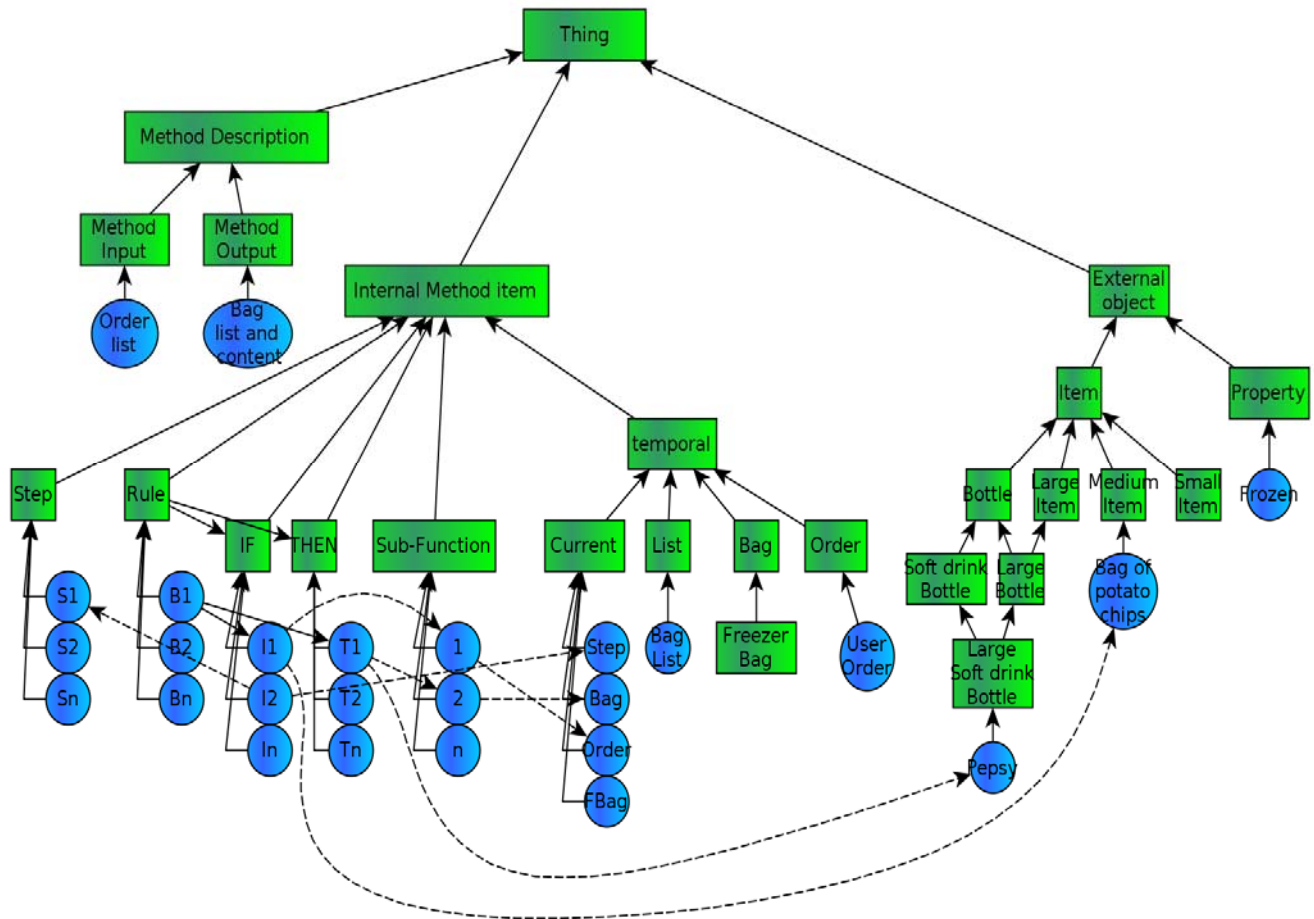 Thing
Method Description
Method
Input
Method
Output
Order
list
Bag
list and
content
Internal Method item
External
object
Item
Property
temporal
Step
Rule
Bottle
Large
Item
Medium
Item
Small
Item
Frozen
IF
THEN
Sub-Function
Current
List
Bag
Order
Soft drink
Bottle
Large
Bottle
Bag of
potato
chips
S1
B1
I1
T1
1
Step
Bag
List
Freezer
Bag
User
Order
Large
Soft drink
Bottle
S2
B2
I2
T2
2
Bag
Sn
Bn
In
Tn
n
Order
FBag
Pepsy